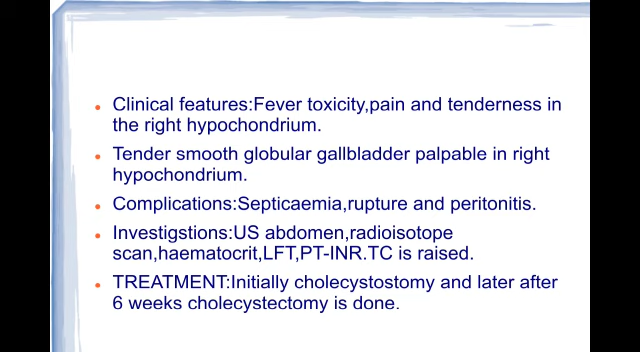 Clinical features:Fever toxicity,pain and tenderness in
the right hypochondrium.
Tender smooth globular gallbladder palpable in right
hypochondrium.
Complications:Septicaemia,rupture and peritonitis.
Investigstions:US abdomen,radioisotope
scan,haematocrit,LFT,PT-INR.TC is raised.
TREATMENT:Initially cholecystostomy and later after
6 weeks cholecystectomy is done.